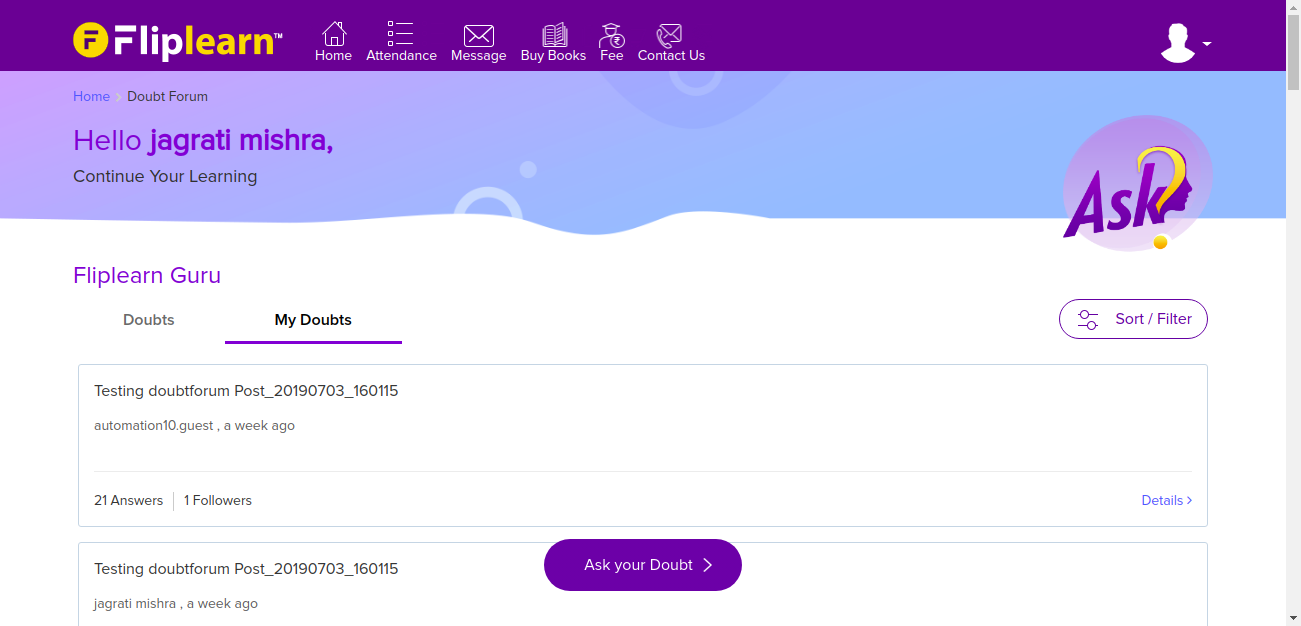 Fliplearn™
Home Attendance Message Buy Books Fee Contact Us
Home > Doubt Forum
Hello jagrati mishra,
Continue Your Learning
Ask?
Fliplearn Guru
Doubts My Doubts Sort / Filter
Testing doubtforum Post_20190703_160115
automation10.guest , a week ago
21 Answers 1 Followers Details >
Testing doubtforum Post_20190703_160115
Ask your Doubt >
jagrati mishra , a week ago